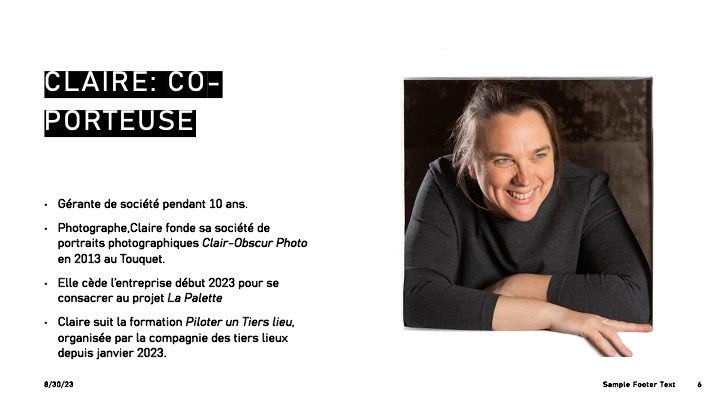 CLAIRE: CO-
PORTEUSE
• Gérante de société pendant 10 ans.
• Photographe,Claire fonde sa société de
portraits photographiques Clair-Obscur Photo
en 2013 au Touquet.
• Elle cède l'entreprise début 2023 pour se
consacrer au projet La Palette
• Claire suit la formation Piloter un Tiers lieu,
organisée par la compagnie des tiers lieux
depuis janvier 2023.
8/30/23
Sample Footer Text
6